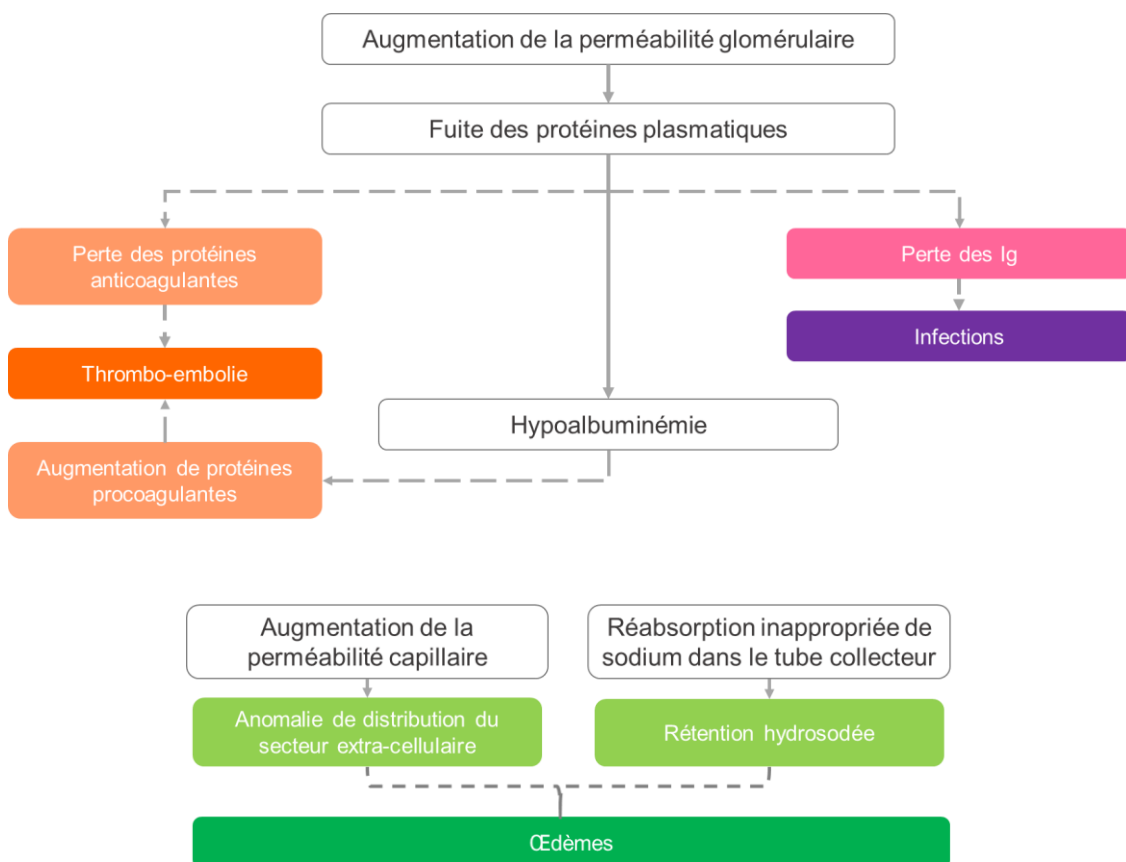 Augmentation de la perméabilité glomérulaire
Fuite des protéines plasmatiques
Perte des protéines
anticoagulantes
Perte des Ig
Infections
Thrombo-embolie
Hypoalbuminémie
Augmentation de protéines
procoagulantes
Augmentation de la
perméabilité capillaire
Réabsorption inappropriée de
sodium dans le tube collecteur
Anomalie de distribution du
secteur extra-cellulaire
Rétention hydrosodée
Œdèmes